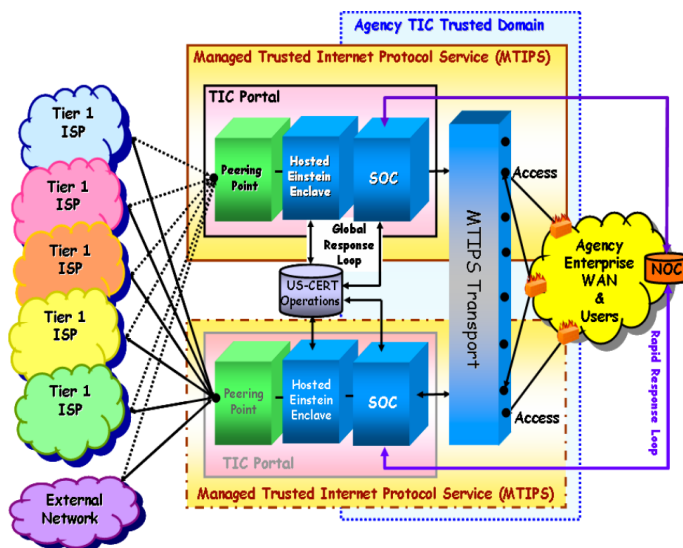 Agency TIC Trusted Domain
Managed Trusted Internet Protocol Service (MTIPS)
TIC Portal
Tier 1
ISP
Tier 1
ISP
Tier 1
ISP
Tier 1
ISP
Tier 1
ISP
External
Network
Peering
Point
Hosted
Einstein
Enclave
SOC
Global
Response
Loop
US-CERT
Operations
MTIPS Transport
Access
Agency
Enterprise
WAN
&
Users
NOC
Rapid Response Loop
Peering
Point
Hosted
Einstein
Enclave
SOC
Access
TIC Portal
Managed Trusted Internet Protocol Service (MTIPS)